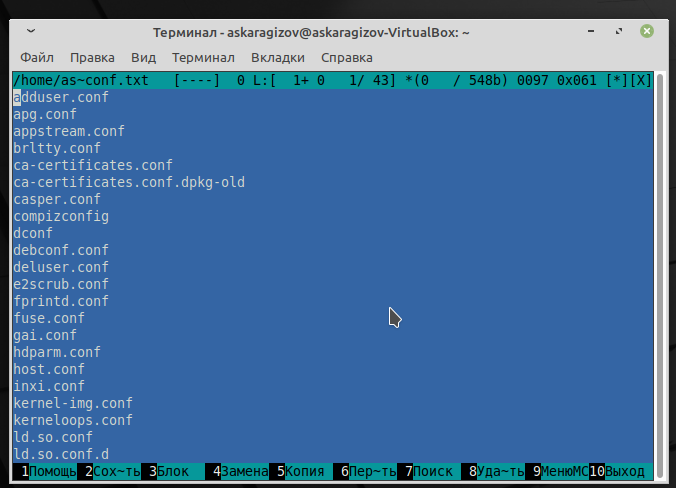 Терминал - askaragizov@askaragizov-VirtualBox: ~
Файл Правка Вид Терминал Вкладки Справка
/home/as~conf.txt [----] 0 L:[ 1+ 0 1/ 43] *(0 / 548b) 0097 0x061 [*][X]
adduser.conf
apg.conf
appstream.conf
brltty.conf
ca-certificates.conf
ca-certificates.conf.dpkg-old
casper.conf
compizconfig
dconf
debconf.conf
deluser.conf
e2scrub.conf
fprintd.conf
fuse.conf
gai.conf
hdparm.conf
host.conf
inxi.conf
kernel-img.conf
kerneloops.conf
ld.so.conf
ld.so.conf.d
1Помощь 2Сох~ть 3Блок 4Замена 5Копия 6Пер~ть 7Поиск 8Уда~ть 9МенюMC 10Выход